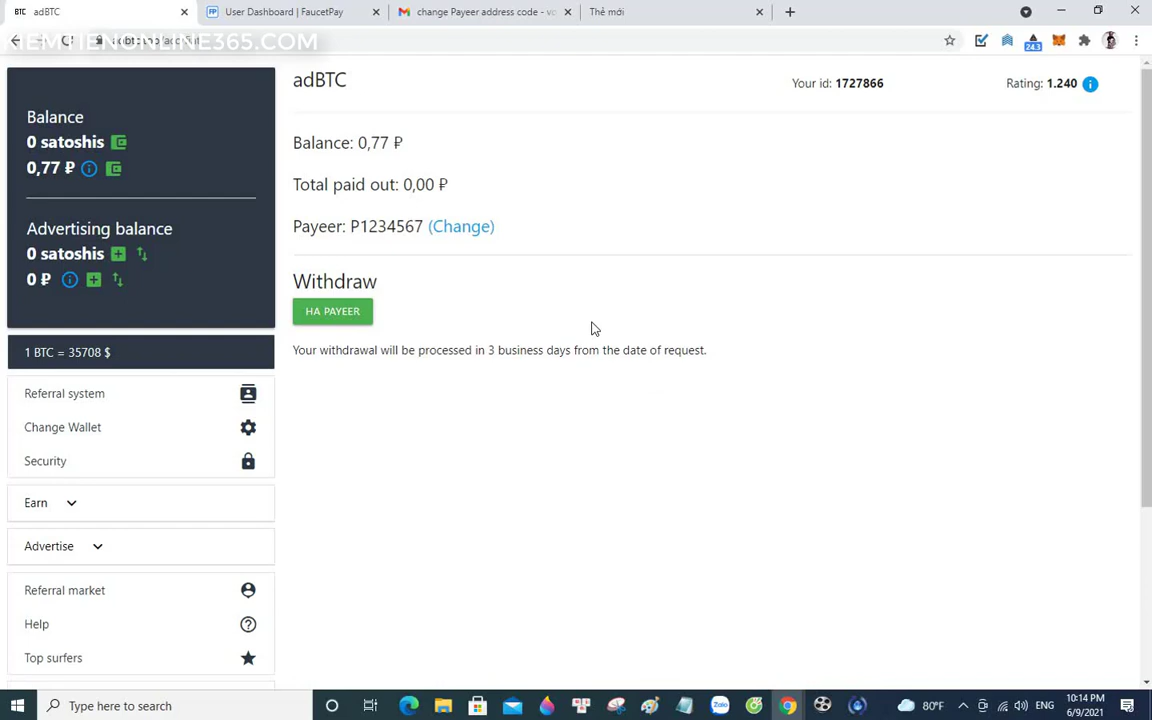 adBTC
User Dashboard | FaucetPay
change Payeer address code - vo
Thẻ mới
KIEMTIENONLINE365.COM
24.3
adBTC
Your id: 1727866
Rating: 1.240
Balance
0 satoshis
0,77 ₽
Balance: 0,77 ₽
Total paid out: 0,00 ₽
Advertising balance
Payeer: P1234567 (Change)
0 satoshis
0 ₽
Withdraw
НА PAYEER
1 BTC = 35708 $
Your withdrawal will be processed in 3 business days from the date of request.
Referral system
Change Wallet
Security
Earn
Advertise
Referral market
Help
Top surfers
Type here to search
Zalo
80°F
ENG
10:14 PM
6/9/2021